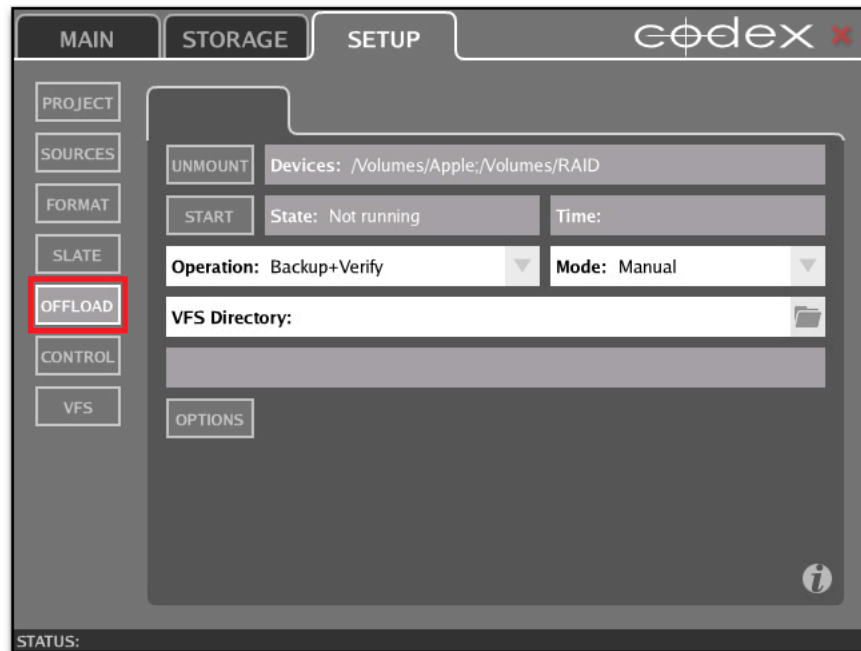 MAIN STORAGE SETUP codex
PROJECT
SOURCES
FORMAT
SLATE
OFFLOAD
CONTROL
VFS
UNMOUNT Devices: /Volumes/Apple;/Volumes/RAID
START State: Not running Time:
Operation: Backup+Verify Mode: Manual
VFS Directory:
OPTIONS
i
STATUS: